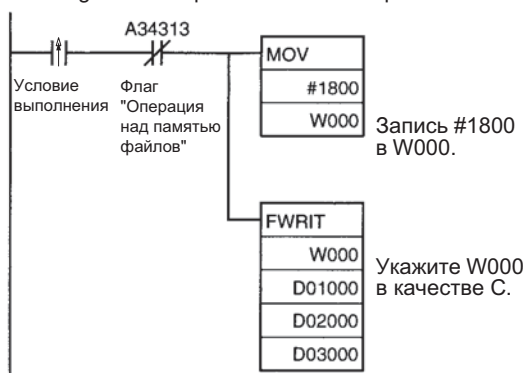 A34313
MOV
#1800
W000
Условие
выполнения
Флаг
"Операция
над памятью
файлов"
Запись #1800
в W000.
FWRIT
W000
D01000
D02000
D03000
Укажите W000
в качестве C.